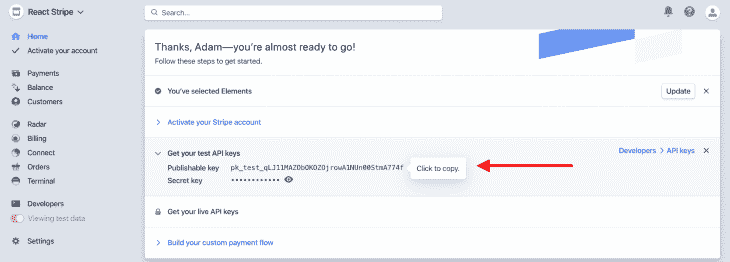 React Stripe
Search...
Home
Activate your account
Payments
Balance
Customers
Radar
Billing
Connect
Orders
Terminal
Developers
Viewing test data
Settings
Thanks, Adam—you're almost ready to go!
Follow these steps to get started.
You've selected Elements
Update
Activate your Stripe account
Get your test API keys
Developers > API keys
Publishable key pk_test_qLJ11MAZDbOKOZOjrowA1NUn00StmA774f
Click to copy.
Secret key ••••••••••••
Get your live API keys
Build your custom payment flow